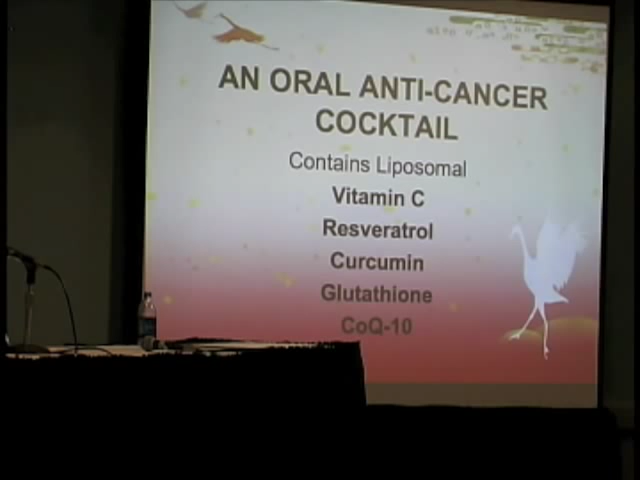 AN ORAL ANTI-CANCER
COCKTAIL
Contains Liposomal
Vitamin C
Resveratrol
Curcumin
Glutathione
CoQ-10